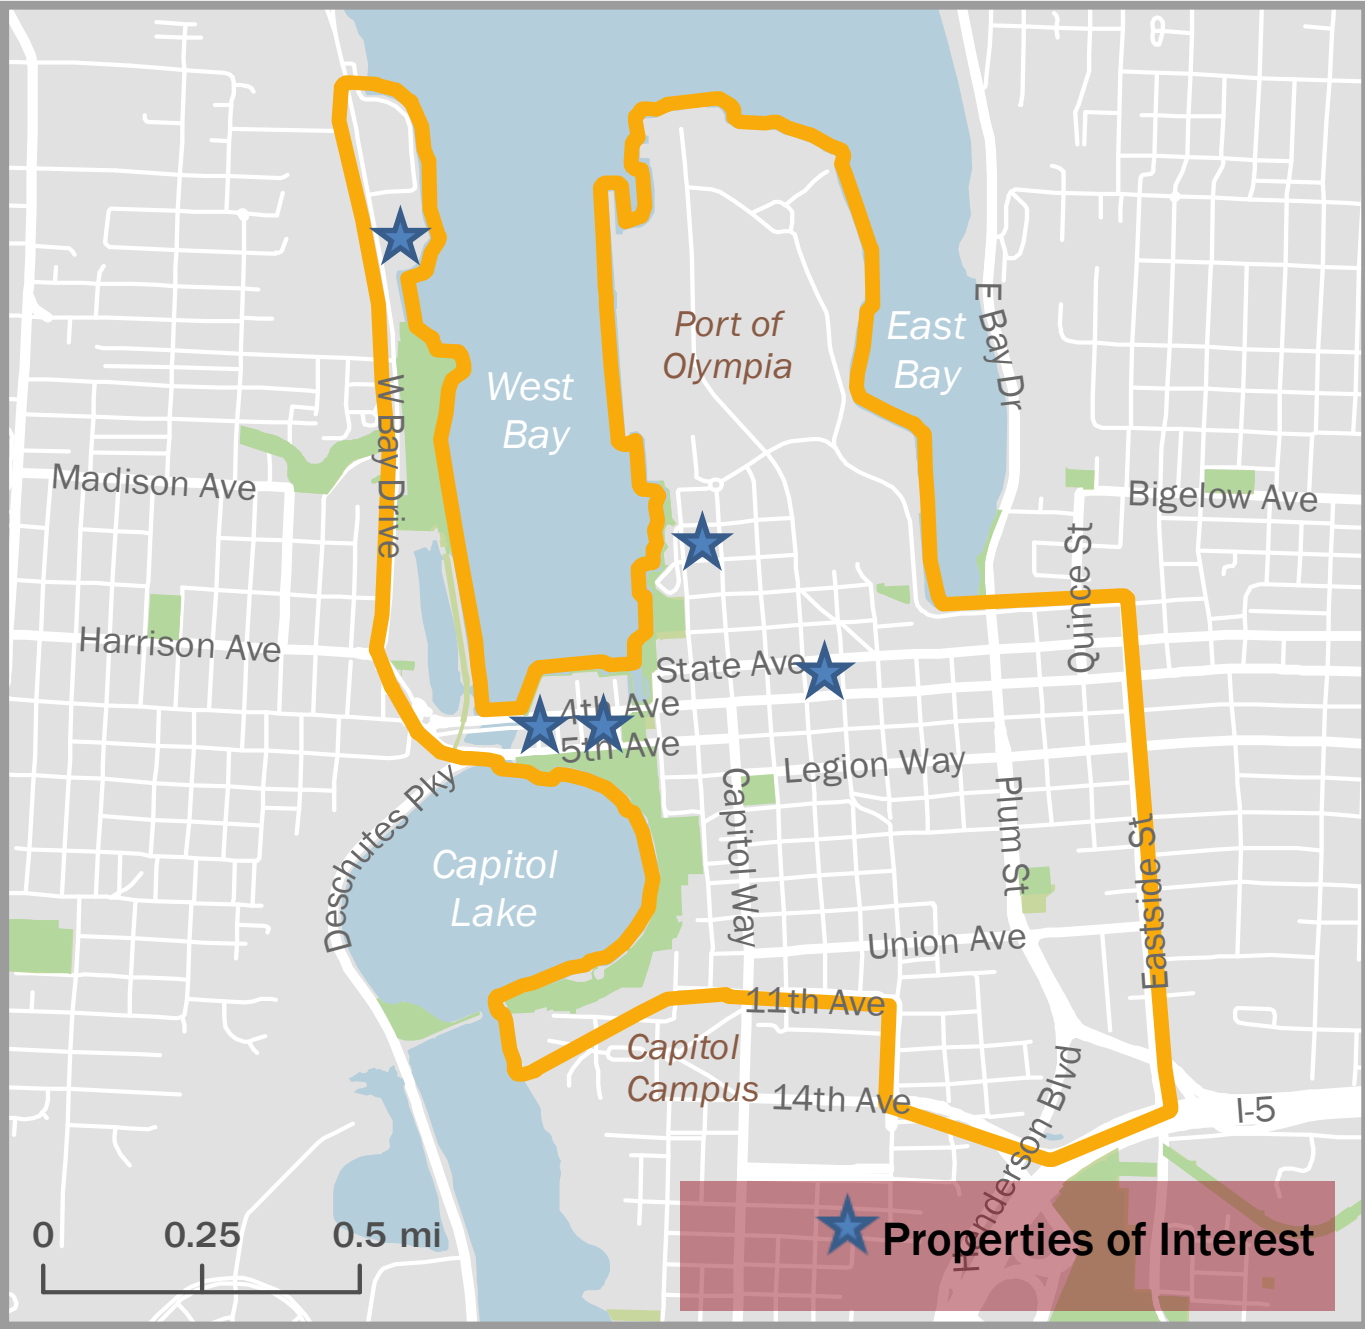 E Bay Dr
Port of
Olympia
East
Bay
West
Bay
W Bay Drive
Madison Ave
Bigelow Ave
Quince St
Harrison Ave
State Ave
4th Ave
5th Ave
Legion Way
Deschutes Pky
Capitol Way
Plum St
Eastside St
Capitol
Lake
Union Ave
11th Ave
Capitol
Campus
14th Ave
Henderson Blvd
I-5
0 0.25 0.5 mi
Properties of Interest